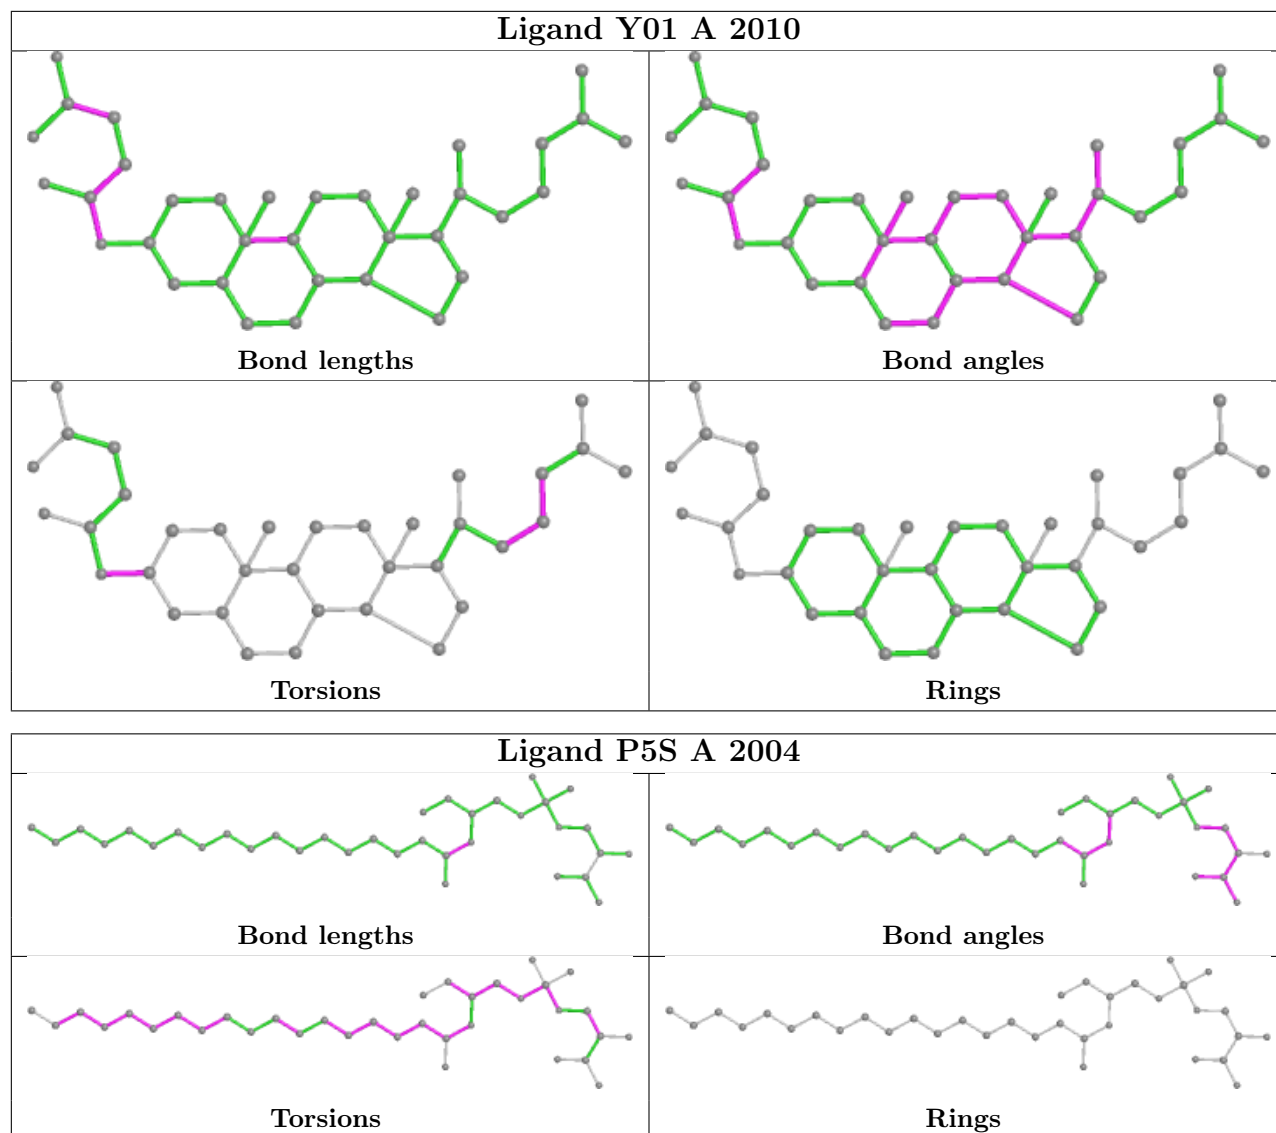 Ligand Y01 A 2010
Bond lengths
Bond angles
Torsions
Rings
Ligand P5S A 2004
Bond lengths
Bond angles
Torsions
Rings